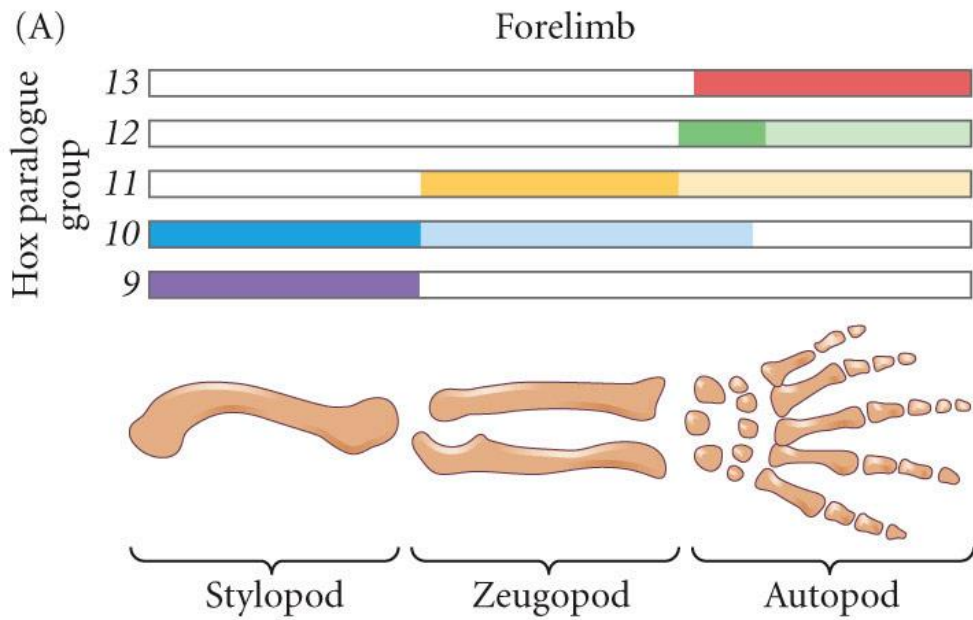 (A)
Forelimb
Hox paralogue
group
13
12
11
10
9
Stylopod
Zeugopod
Autopod